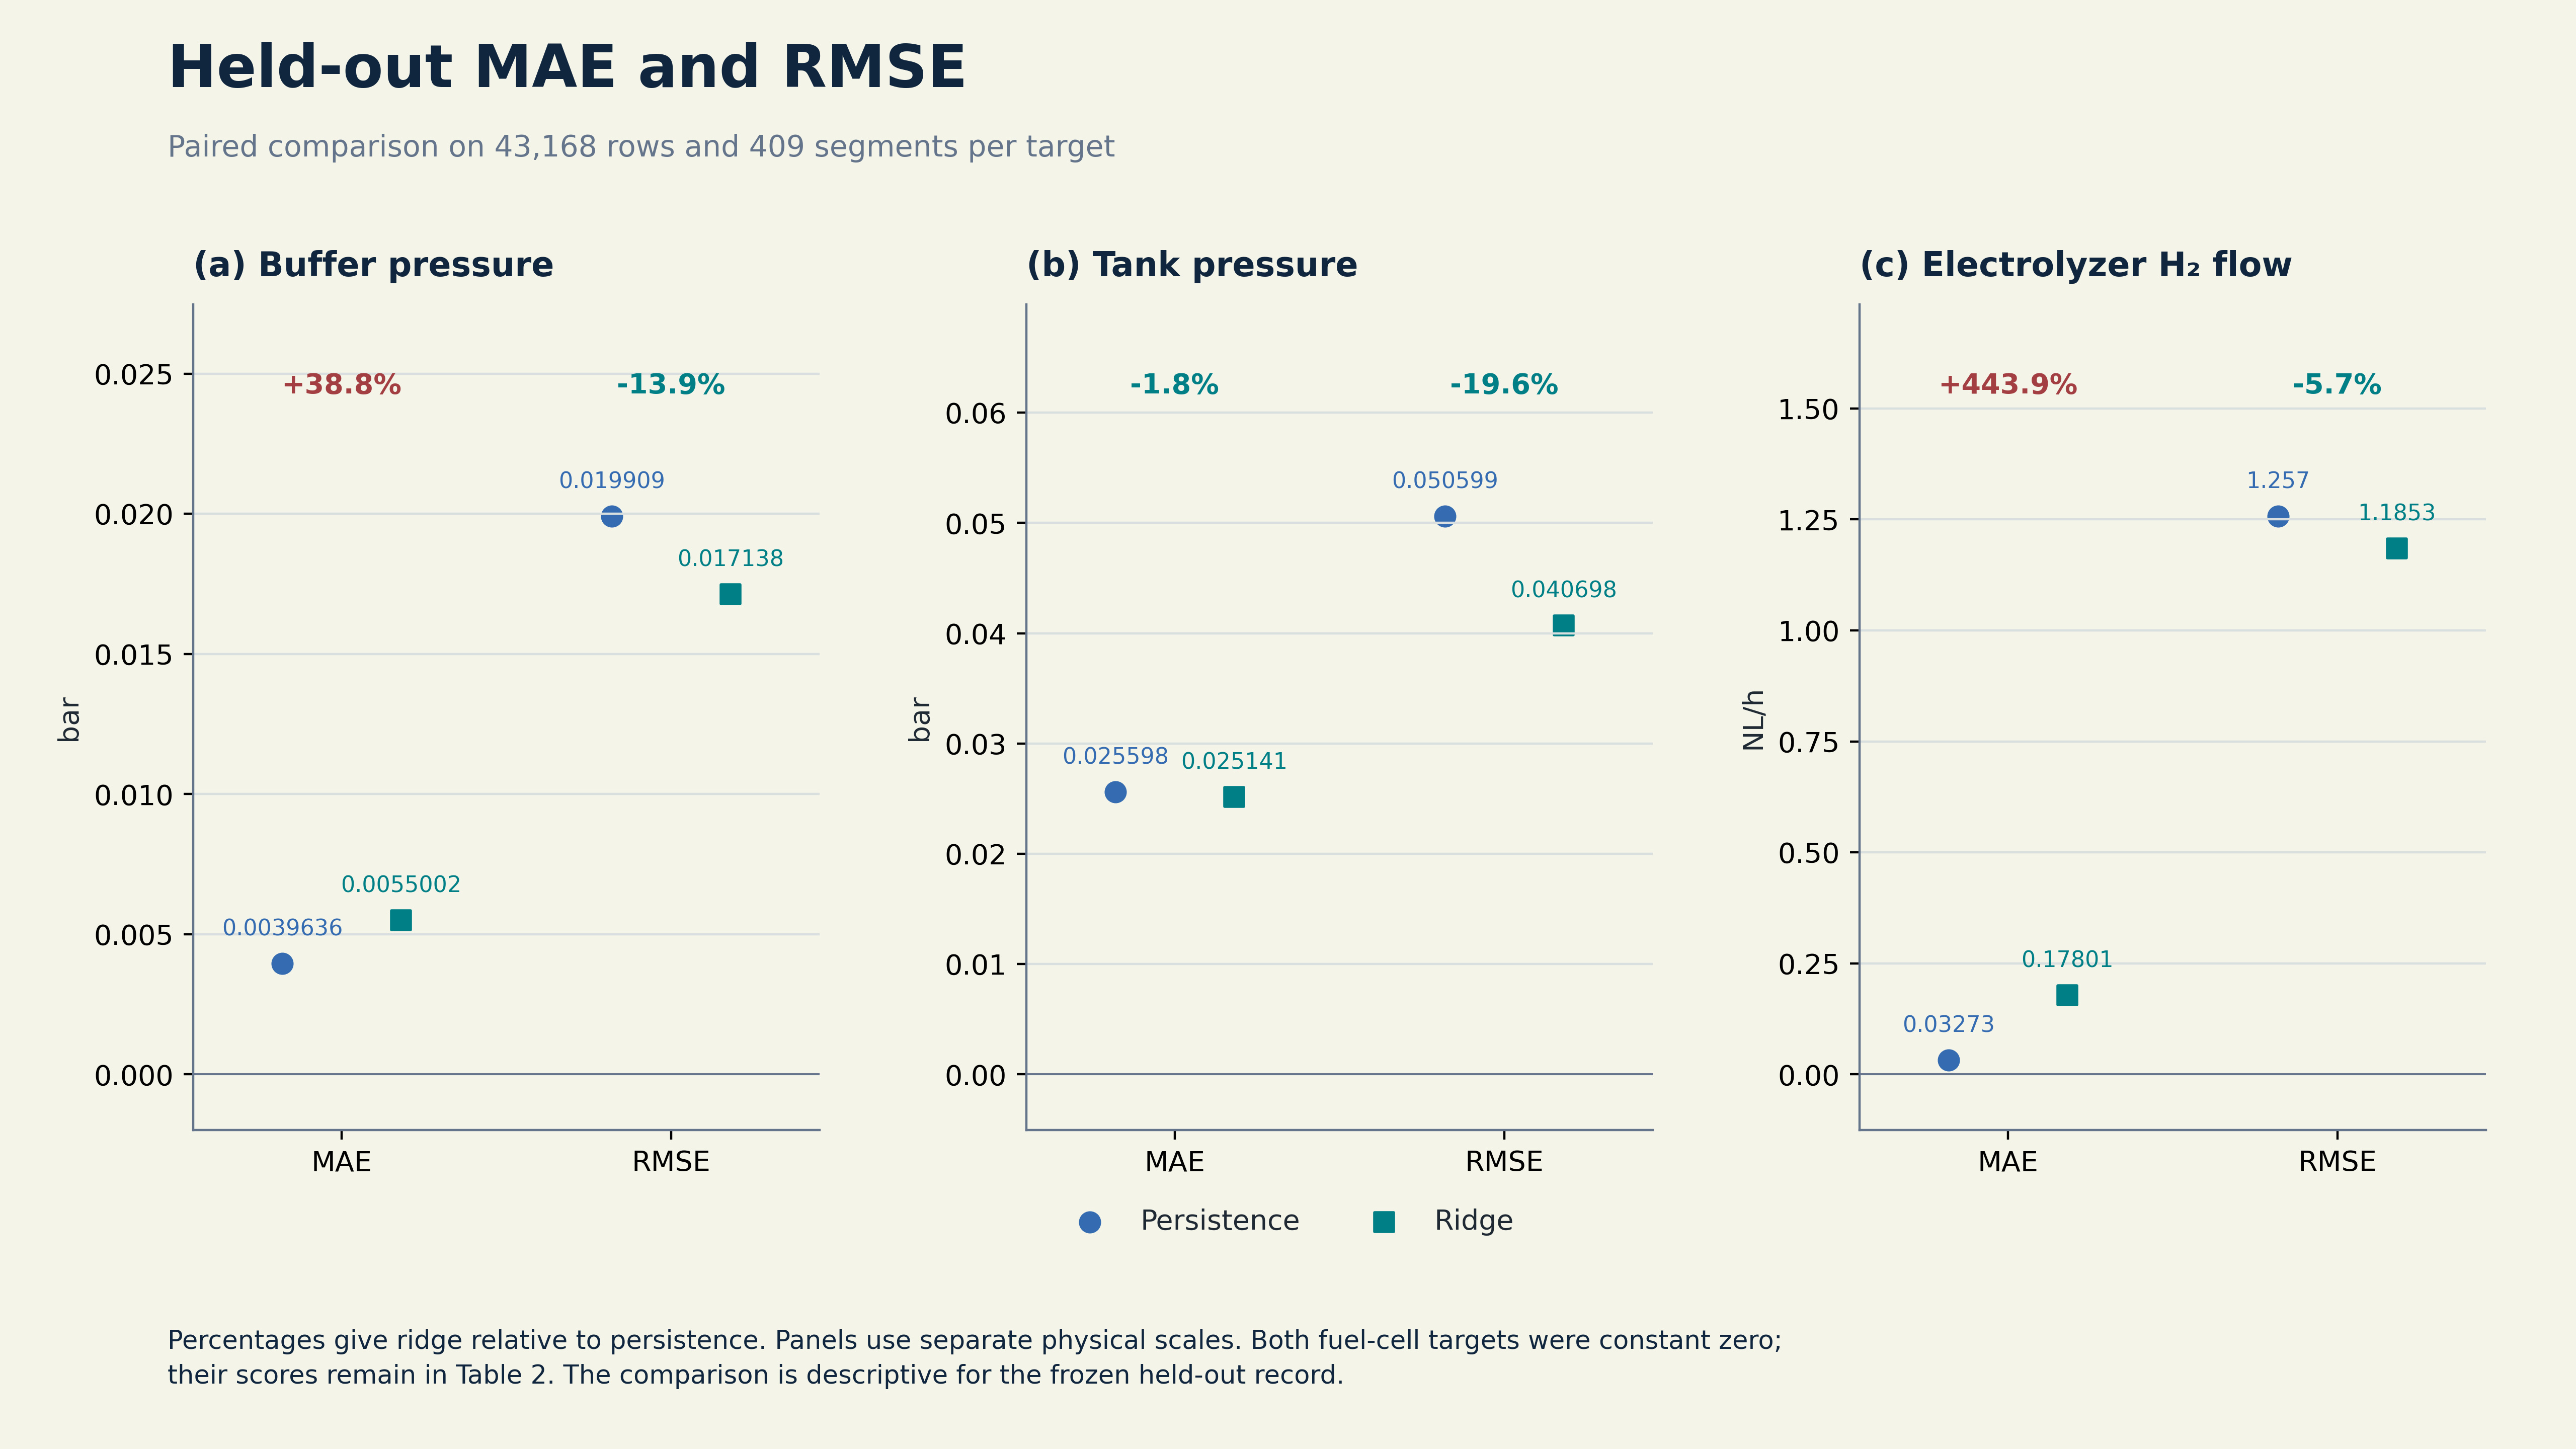 Held-out MAE and RMSE
Paired comparison on 43,168 rows and 409 segments per target
(a) Buffer pressure
bar
0.025
0.020
0.015
0.010
0.005
0.000
+38.8%
-13.9%
0.019909
0.017138
0.0055002
0.0039636
MAE
RMSE
(b) Tank pressure
bar
0.06
0.05
0.04
0.03
0.02
0.01
0.00
-1.8%
-19.6%
0.050599
0.040698
0.025598
0.025141
MAE
RMSE
(c) Electrolyzer H₂ flow
NL/h
1.50
1.25
1.00
0.75
0.50
0.25
0.00
+443.9%
-5.7%
1.257
1.1853
0.17801
0.03273
MAE
RMSE
Persistence
Ridge
Percentages give ridge relative to persistence. Panels use separate physical scales. Both fuel-cell targets were constant zero;
their scores remain in Table 2. The comparison is descriptive for the frozen held-out record.